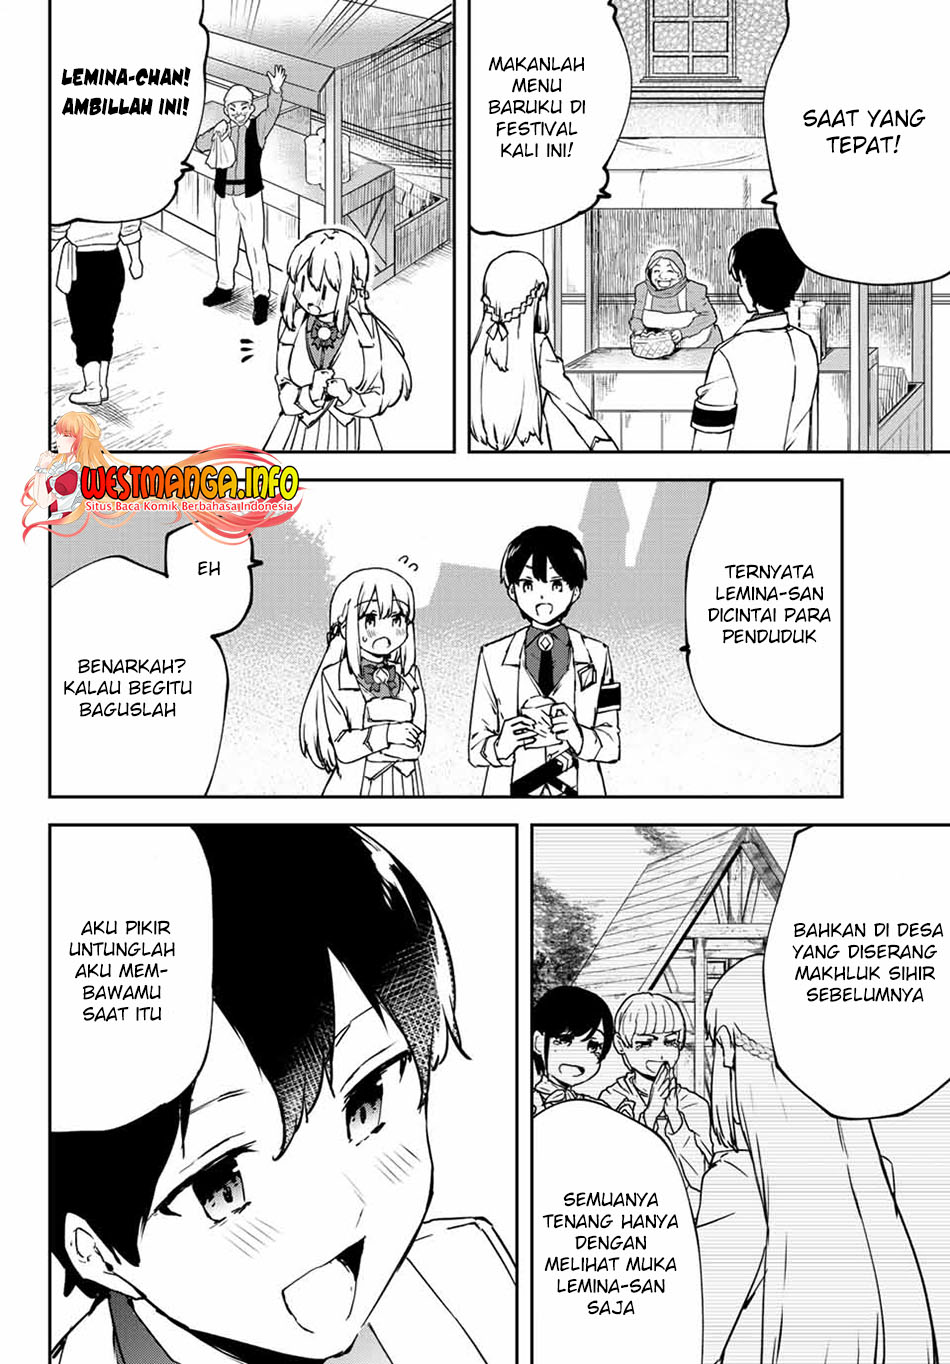 SAAT YANG
TEPAT!
MAKANLAH
MENU
BARUKU DI
FESTIVAL
KALI INI!
LEMINA-CHAN!
AMBILLAH INI!
WESTMANGA.INFO
Situs Baca Komik Berbahasa Indonesia
TERNYATA
LEMINA-SAN
DICINTAI PARA
PENDUDUK
EH
BENARKAH?
KALAU BEGITU
BAGUSLAH
BAHKAN DI DESA
YANG DISERANG
MAKHLUK SIHIR
SEBELUMNYA
SEMUANYA
TENANG HANYA
DENGAN
MELIHAT MUKA
LEMINA-SAN
SAJA
AKU PIKIR
UNTUNGLAH
AKU MEM-
BAWAMU
SAAT ITU